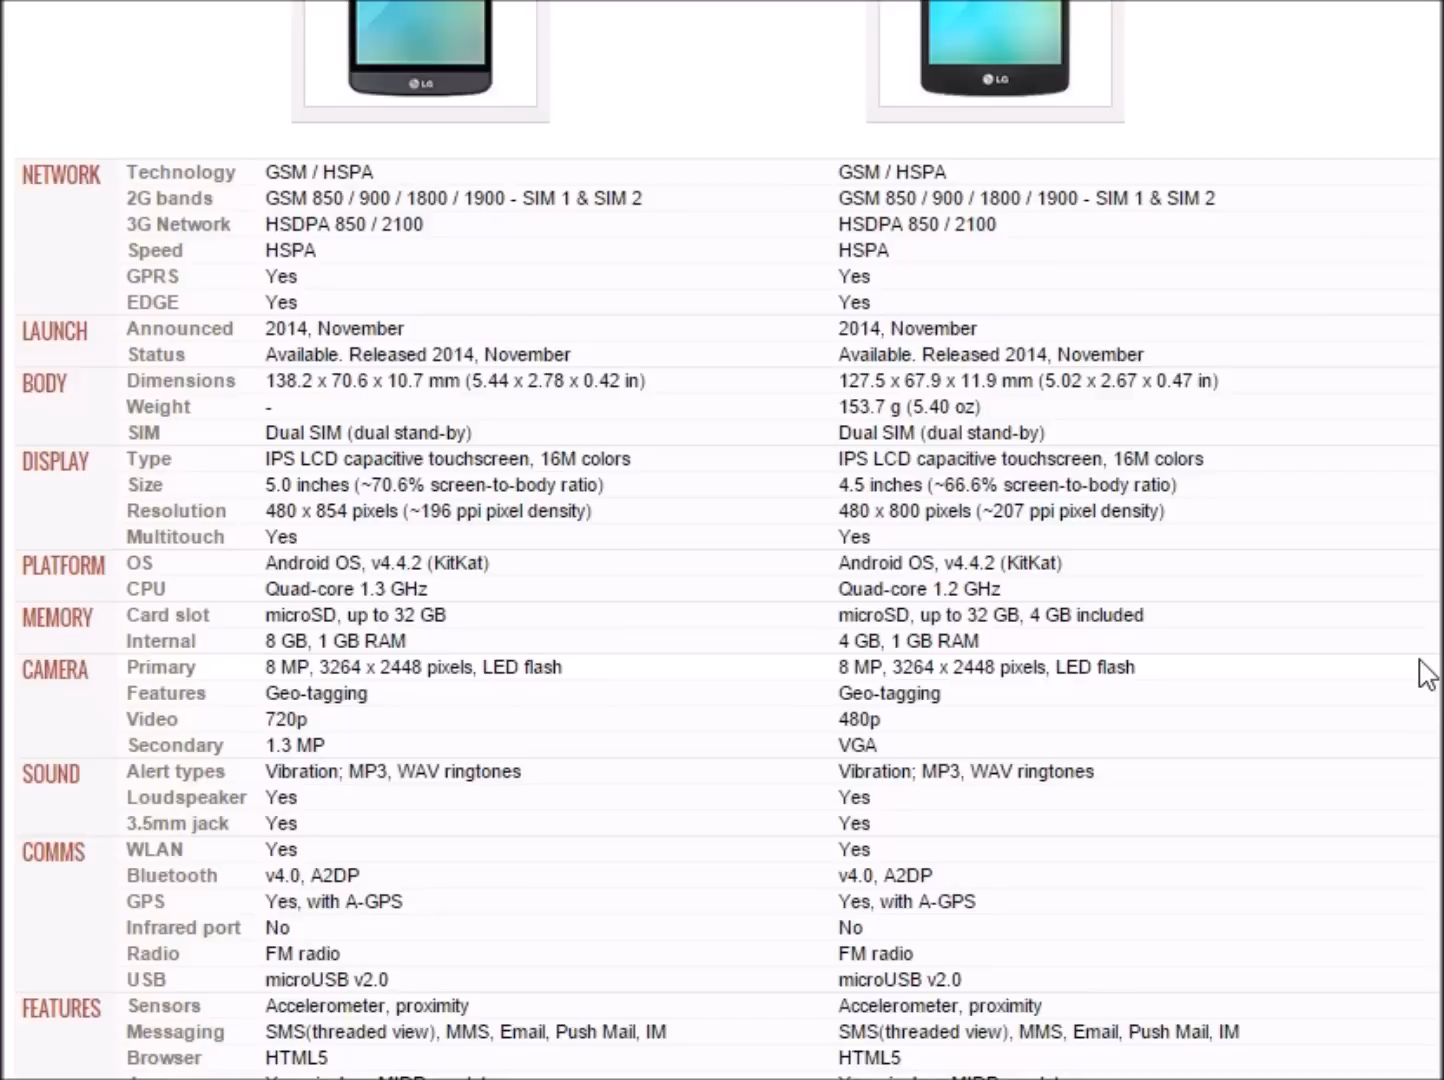 LG LG
NETWORK Technology GSM / HSPA GSM / HSPA
2G bands GSM 850 / 900 / 1800 / 1900 - SIM 1 & SIM 2 GSM 850 / 900 / 1800 / 1900 - SIM 1 & SIM 2
3G Network HSDPA 850 / 2100 HSDPA 850 / 2100
Speed HSPA HSPA
GPRS Yes Yes
EDGE Yes Yes
LAUNCH Announced 2014, November 2014, November
Status Available. Released 2014, November Available. Released 2014, November
BODY Dimensions 138.2 x 70.6 x 10.7 mm (5.44 x 2.78 x 0.42 in) 127.5 x 67.9 x 11.9 mm (5.02 x 2.67 x 0.47 in)
Weight - 153.7 g (5.40 oz)
SIM Dual SIM (dual stand-by) Dual SIM (dual stand-by)
DISPLAY Type IPS LCD capacitive touchscreen, 16M colors IPS LCD capacitive touchscreen, 16M colors
Size 5.0 inches (~70.6% screen-to-body ratio) 4.5 inches (~66.6% screen-to-body ratio)
Resolution 480 x 854 pixels (~196 ppi pixel density) 480 x 800 pixels (~207 ppi pixel density)
Multitouch Yes Yes
PLATFORM OS Android OS, v4.4.2 (KitKat) Android OS, v4.4.2 (KitKat)
CPU Quad-core 1.3 GHz Quad-core 1.2 GHz
MEMORY Card slot microSD, up to 32 GB microSD, up to 32 GB, 4 GB included
Internal 8 GB, 1 GB RAM 4 GB, 1 GB RAM
CAMERA Primary 8 MP, 3264 x 2448 pixels, LED flash 8 MP, 3264 x 2448 pixels, LED flash
Features Geo-tagging Geo-tagging
Video 720p 480p
Secondary 1.3 MP VGA
SOUND Alert types Vibration; MP3, WAV ringtones Vibration; MP3, WAV ringtones
Loudspeaker Yes Yes
3.5mm jack Yes Yes
COMMS WLAN Yes Yes
Bluetooth v4.0, A2DP v4.0, A2DP
GPS Yes, with A-GPS Yes, with A-GPS
Infrared port No No
Radio FM radio FM radio
USB microUSB v2.0 microUSB v2.0
FEATURES Sensors Accelerometer, proximity Accelerometer, proximity
Messaging SMS(threaded view), MMS, Email, Push Mail, IM SMS(threaded view), MMS, Email, Push Mail, IM
Browser HTML5 HTML5